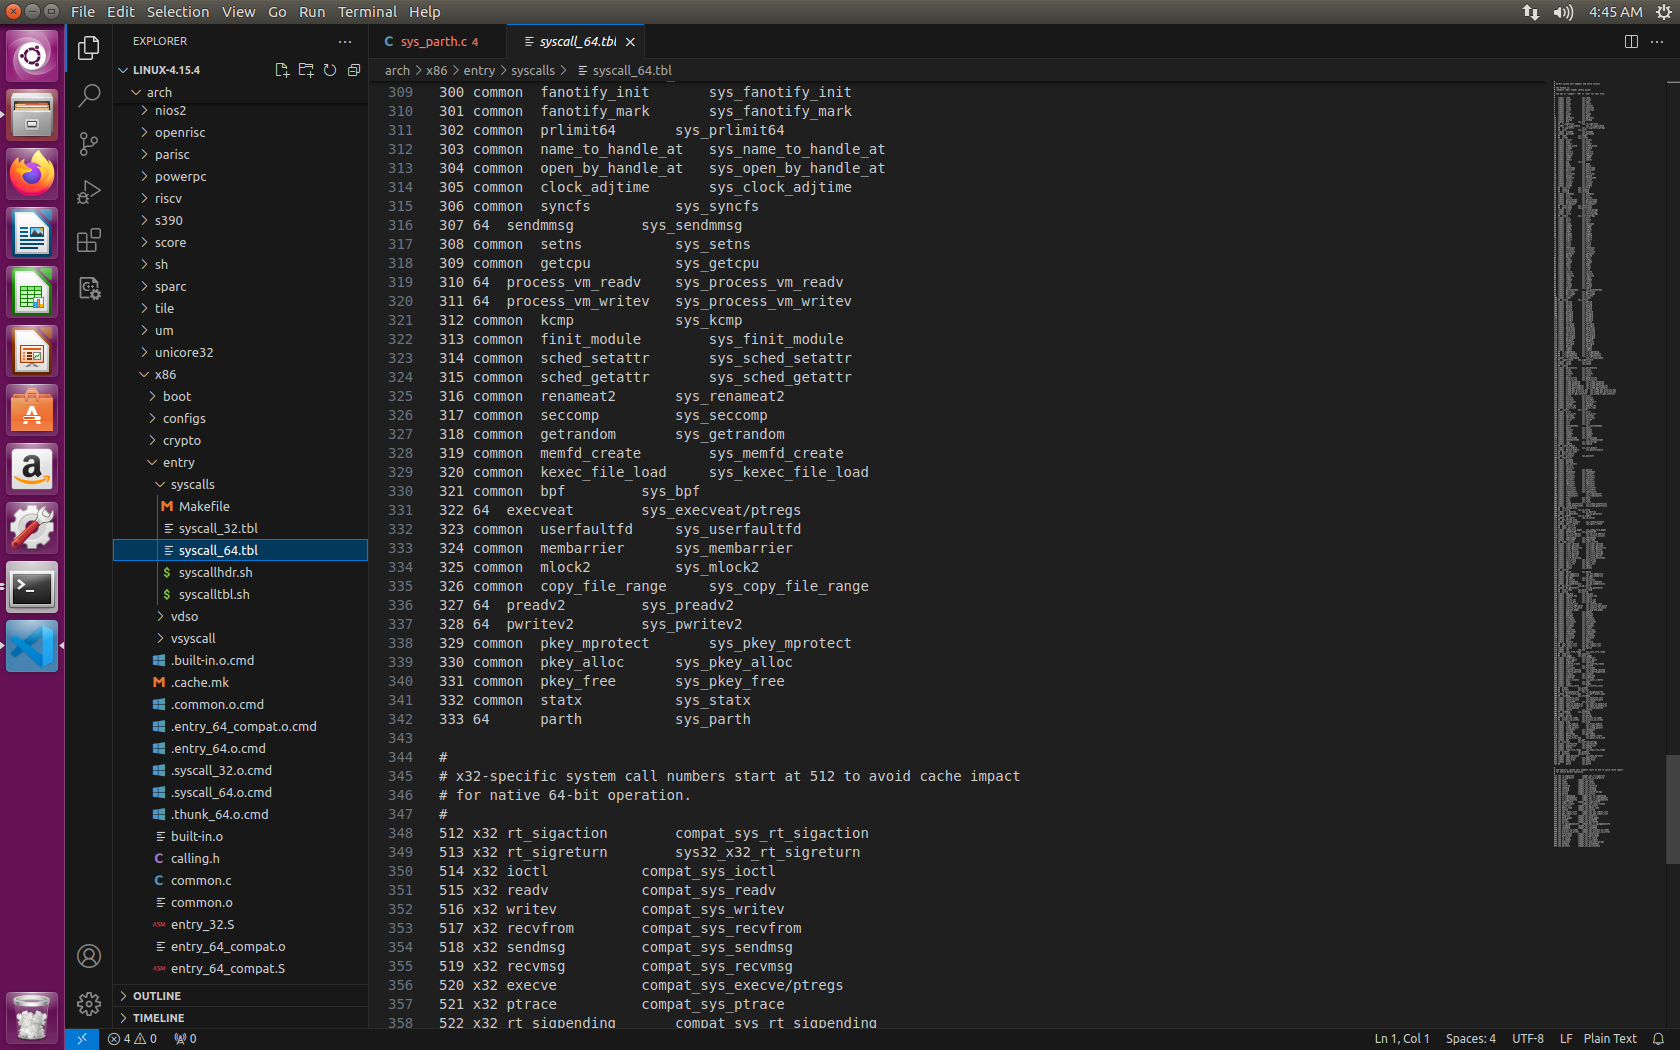 File Edit Selection View Go Run Terminal Help
4:45 AM
EXPLORER
sys_parth.c 4
syscall_64.tbl
LINUX-4.15.4
arch > x86 > entry > syscalls > syscall_64.tbl
arch
nios2
openrisc
parisc
powerpc
riscv
s390
score
sh
sparc
tile
um
unicore32
x86
boot
configs
crypto
entry
syscalls
Makefile
syscall_32.tbl
syscall_64.tbl
syscallhdr.sh
syscalltbl.sh
vdso
vsyscall
.built-in.o.cmd
.cache.mk
.common.o.cmd
.entry_64_compat.o.cmd
.entry_64.o.cmd
.syscall_32.o.cmd
.syscall_64.o.cmd
.thunk_64.o.cmd
built-in.o
calling.h
common.c
common.o
entry_32.S
entry_64_compat.o
entry_64_compat.S
OUTLINE
TIMELINE
309 300 common fanotify_init sys_fanotify_init
310 301 common fanotify_mark sys_fanotify_mark
311 302 common prlimit64 sys_prlimit64
312 303 common name_to_handle_at sys_name_to_handle_at
313 304 common open_by_handle_at sys_open_by_handle_at
314 305 common clock_adjtime sys_clock_adjtime
315 306 common syncfs sys_syncfs
316 307 64 sendmmsg sys_sendmmsg
317 308 common setns sys_setns
318 309 common getcpu sys_getcpu
319 310 64 process_vm_readv sys_process_vm_readv
320 311 64 process_vm_writev sys_process_vm_writev
321 312 common kcmp sys_kcmp
322 313 common finit_module sys_finit_module
323 314 common sched_setattr sys_sched_setattr
324 315 common sched_getattr sys_sched_getattr
325 316 common renameat2 sys_renameat2
326 317 common seccomp sys_seccomp
327 318 common getrandom sys_getrandom
328 319 common memfd_create sys_memfd_create
329 320 common kexec_file_load sys_kexec_file_load
330 321 common bpf sys_bpf
331 322 64 execveat sys_execveat/ptregs
332 323 common userfaultfd sys_userfaultfd
333 324 common membarrier sys_membarrier
334 325 common mlock2 sys_mlock2
335 326 common copy_file_range sys_copy_file_range
336 327 64 preadv2 sys_preadv2
337 328 64 pwritev2 sys_pwritev2
338 329 common pkey_mprotect sys_pkey_mprotect
339 330 common pkey_alloc sys_pkey_alloc
340 331 common pkey_free sys_pkey_free
341 332 common statx sys_statx
342 333 64 parth sys_parth
343
344 #
345 # x32-specific system call numbers start at 512 to avoid cache impact
346 # for native 64-bit operation.
347 #
348 512 x32 rt_sigaction compat_sys_rt_sigaction
349 513 x32 rt_sigreturn sys32_x32_rt_sigreturn
350 514 x32 ioctl compat_sys_ioctl
351 515 x32 readv compat_sys_readv
352 516 x32 writev compat_sys_writev
353 517 x32 recvfrom compat_sys_recvfrom
354 518 x32 sendmsg compat_sys_sendmsg
355 519 x32 recvmsg compat_sys_recvmsg
356 520 x32 execve compat_sys_execve/ptregs
357 521 x32 ptrace compat_sys_ptrace
358 522 x32 rt_sigpending compat_sys_rt_sigpending
4 0 0
Ln 1, Col 1 Spaces: 4 UTF-8 LF Plain Text